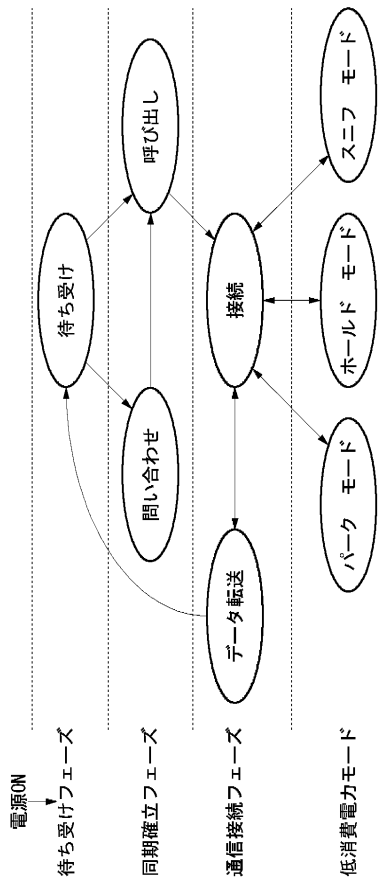 電源ON
待ち受けフェーズ
待ち受け
同期確立フェーズ
問い合わせ
呼び出し
通信接続フェーズ
データ転送
接続
低消費電力モード
パーク モード
ホールド モード
スニフ モード